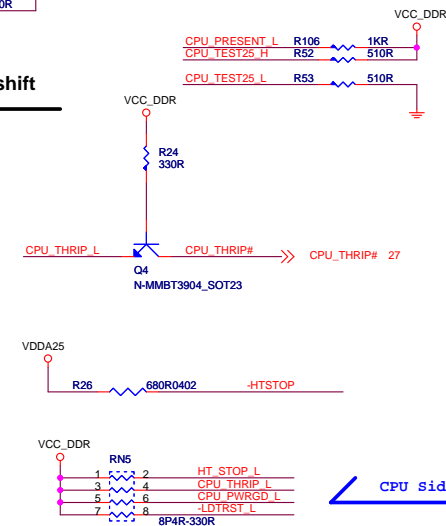 0R
VCC_DDR
CPU_PRESENT_L R106 1KR
CPU_TEST25_H R52 510R
shift
CPU_TEST25_L R53 510R
VCC_DDR
R24
330R
CPU_THRIP_L CPU_THRIP# CPU_THRIP# 27
Q4
N-MMBT3904_SOT23
VDDA25
R26 680R0402 -HTSTOP
VCC_DDR
RN5
1 2 HT_STOP_L
3 4 CPU_THRIP_L
5 6 CPU_PWRGD_L
7 8 -LDTRST_L
8P4R-330R
CPU Sid